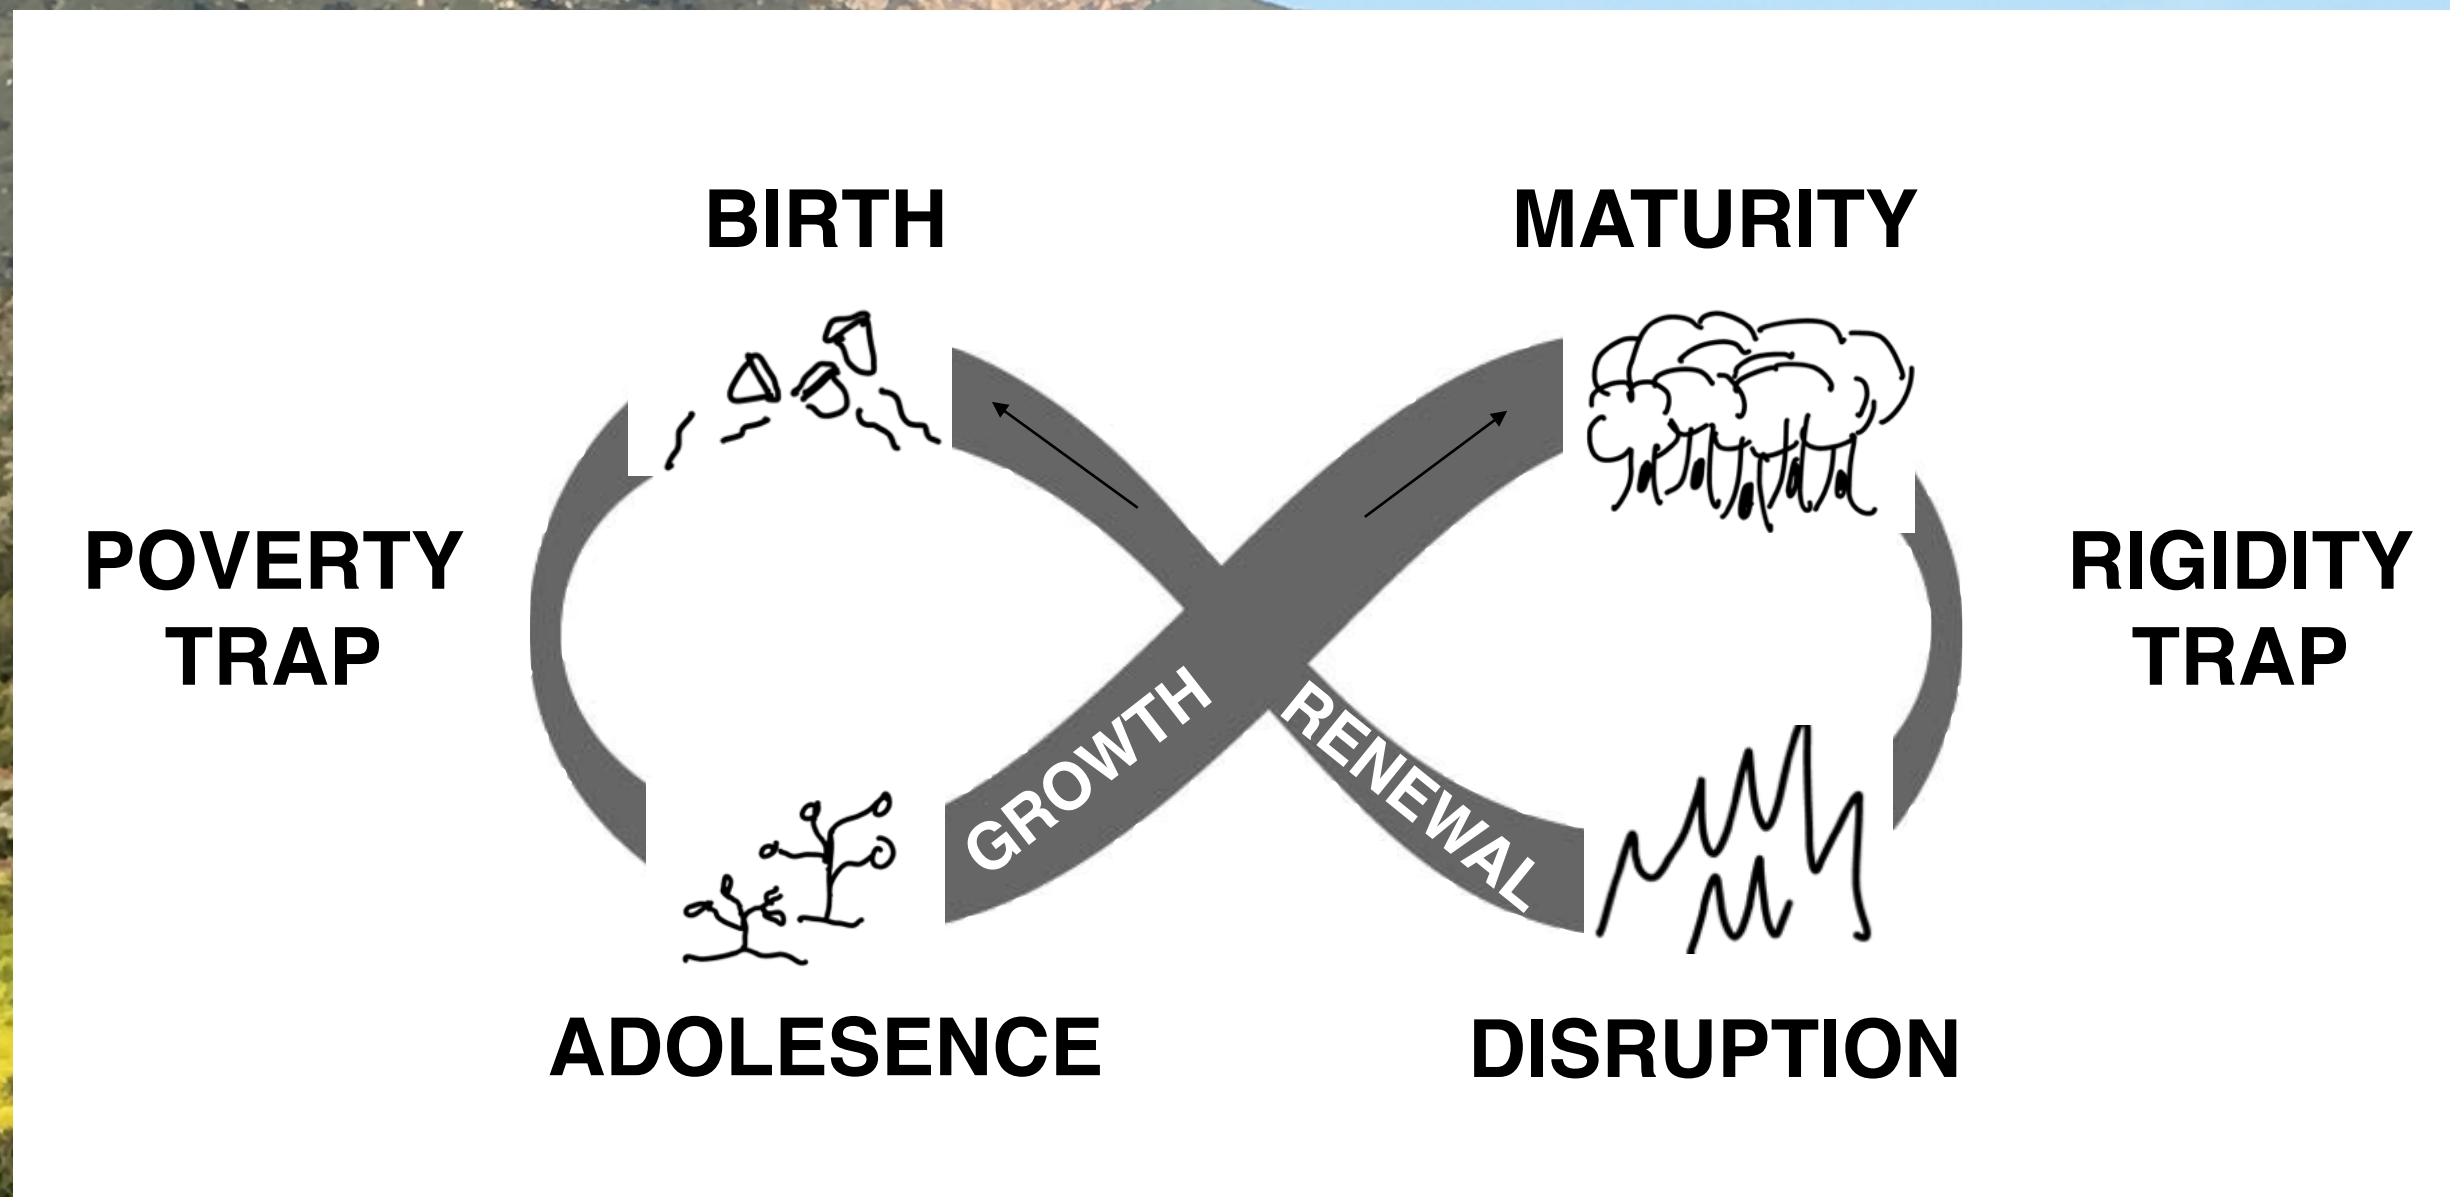 BIRTH
MATURITY
POVERTY
TRAP
RIGIDITY
TRAP
GROWTH
RENEWAL
ADOLESENCE
DISRUPTION